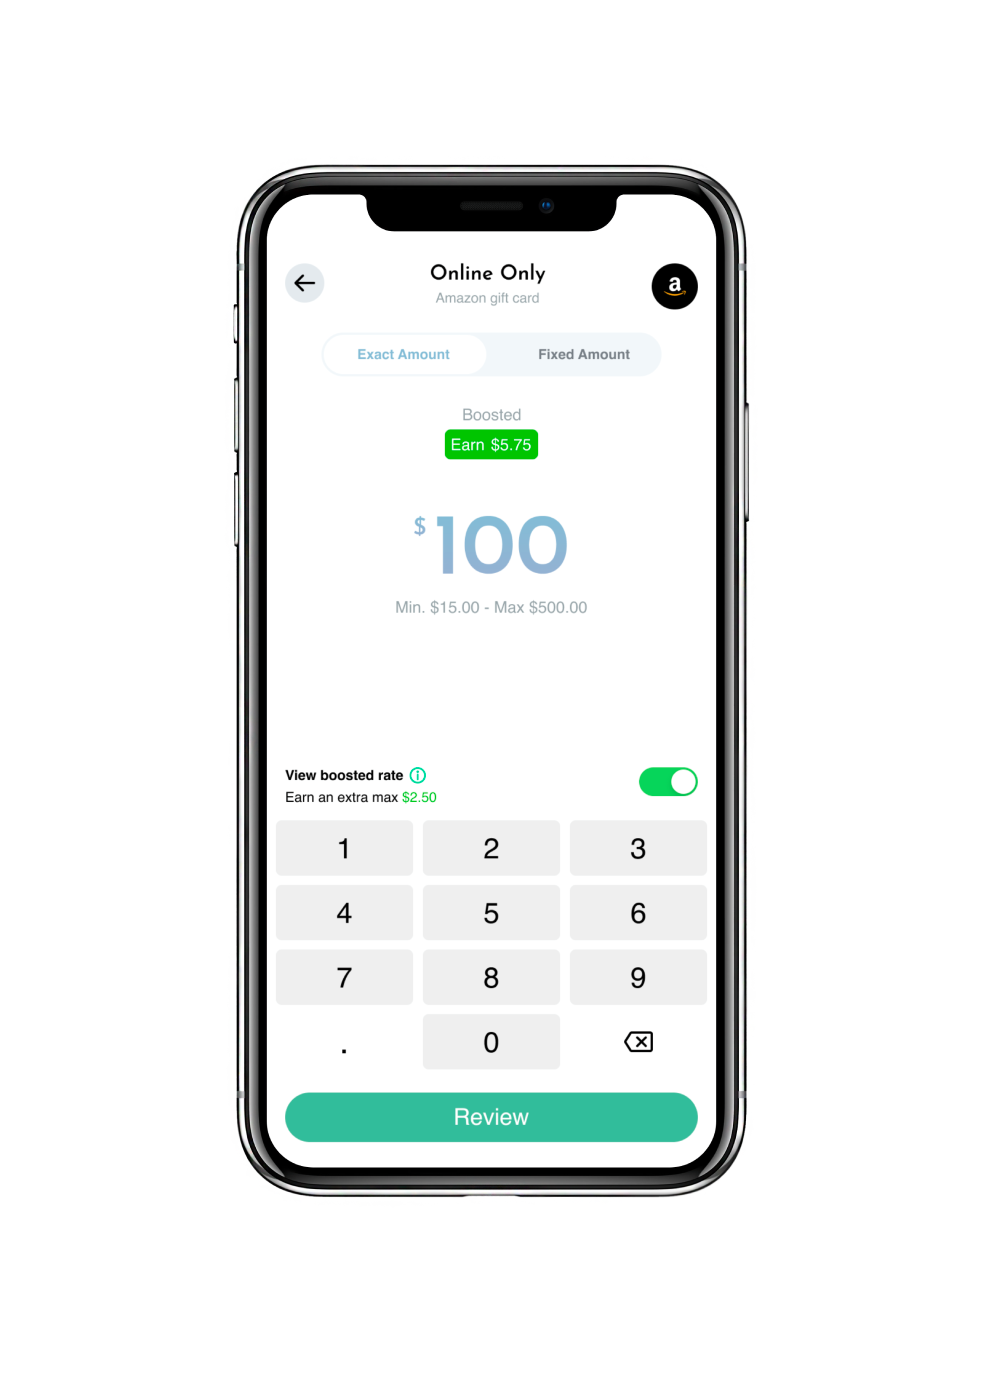 Online Only
Amazon gift card
a
Exact Amount
Fixed Amount
Boosted
Earn $5.75
$100
Min. $15.00 - Max $500.00
View boosted rate
Earn an extra max $2.50
1 2 3
4 5 6
7 8 9
. 0
Review